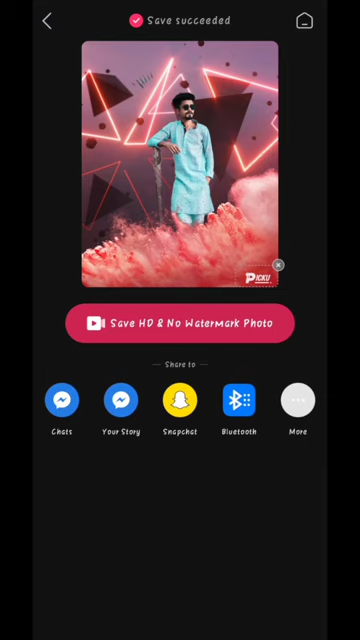 Save succeeded
PICKU
Save HD & No Watermark Photo
Share to
Chats
Your Story
Snapchat
Bluetooth
More